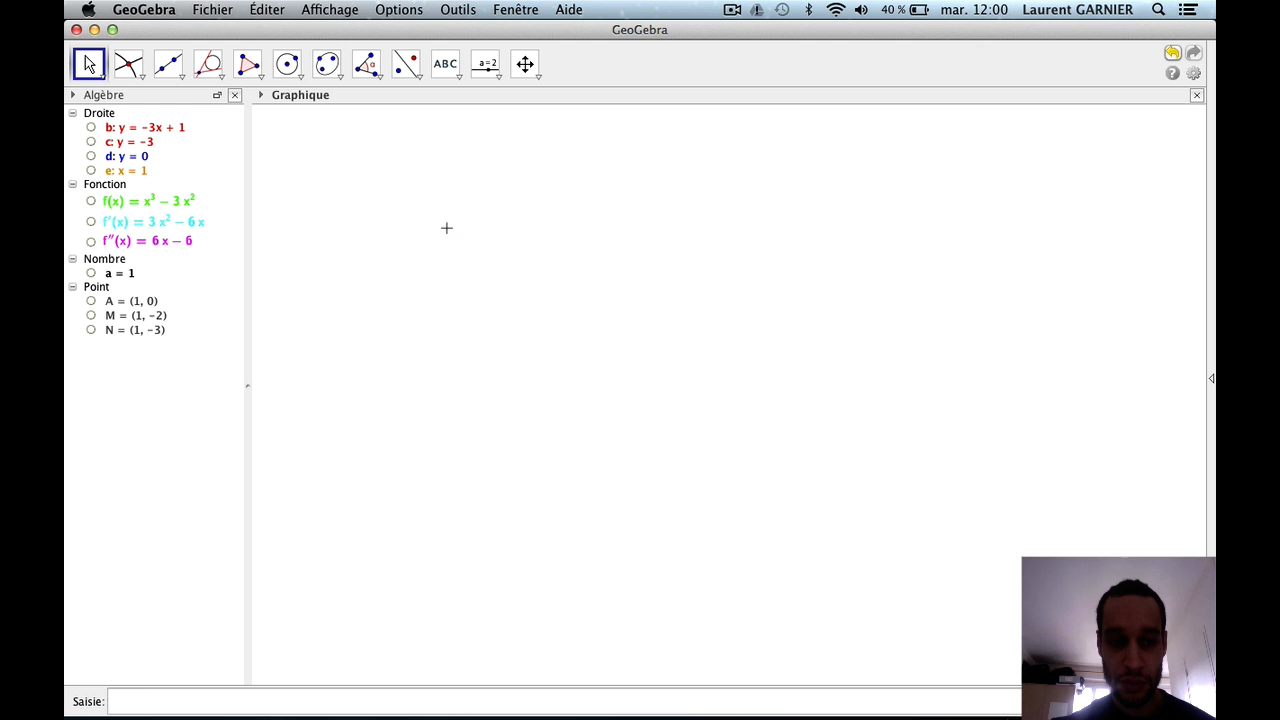 GeoGebra Fichier Éditer Affichage Options Outils Fenêtre Aide 40 % mar. 12:00 Laurent GARNIER
GeoGebra
ABC a=2
Algèbre Graphique
Droite
b: y = -3x + 1
c: y = -3
d: y = 0
e: x = 1
Fonction
f(x) = x³ − 3 x²
f′(x) = 3 x² − 6 x
f″(x) = 6 x − 6
Nombre
a = 1
Point
A = (1, 0)
M = (1, -2)
N = (1, -3)
Saisie: